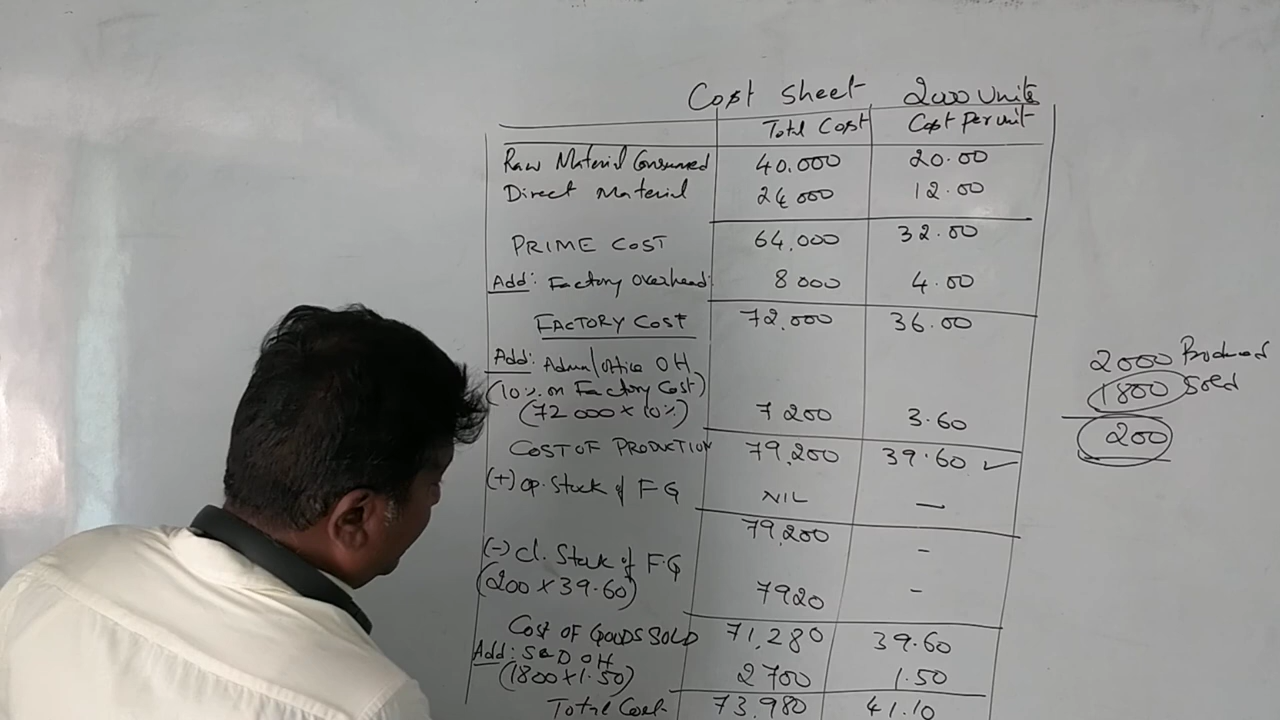 Cost Sheet 2000 Units
Total Cost Cost Per unit
Raw Material Consumed 40.000 20.00
Direct Material 24 000 12.00
PRIME COST 64.000 32.00
Add: Factory Overhead 8 000 4.00
FACTORY COST 72.000 36.00
Add: Admn/office OH
(10% on Factory Cost)
(72 000 × 10%) 7 200 3.60
COST OF PRODUCTION 79,200 39.60 ✓
(+) Op. Stock of F G NIL —
79,200 -
(-) Cl. Stock of F.G
(200 × 39.60) 7920 -
Cost OF GOODS SOLD 71,280 39.60
Add: S&D OH
(1800 × 1.50) 2700 1.50
Total Cost 73,980 41.10
2000 Produced
1800 Sold
200